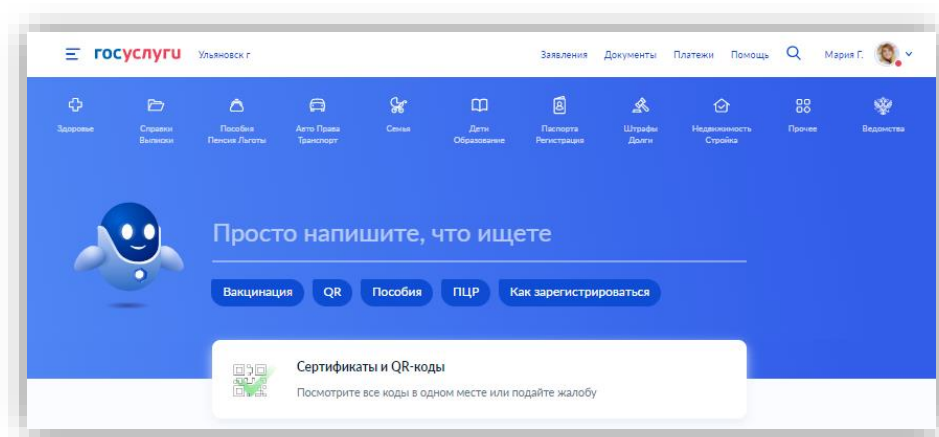 госуслуги Ульяновск г Заявления Документы Платежи Помощь Мария Г.
Здоровье Справки Пособия Авто Права Семья Дети Паспорта Штрафы Недвижимость Прочее Ведомства
Выписки Пенсия Льготы Транспорт Образование Регистрация Долги Стройка
Просто напишите, что ищете
Вакцинация QR Пособия ПЦР Как зарегистрироваться
Сертификаты и QR-коды
Посмотрите все коды в одном месте или подайте жалобу